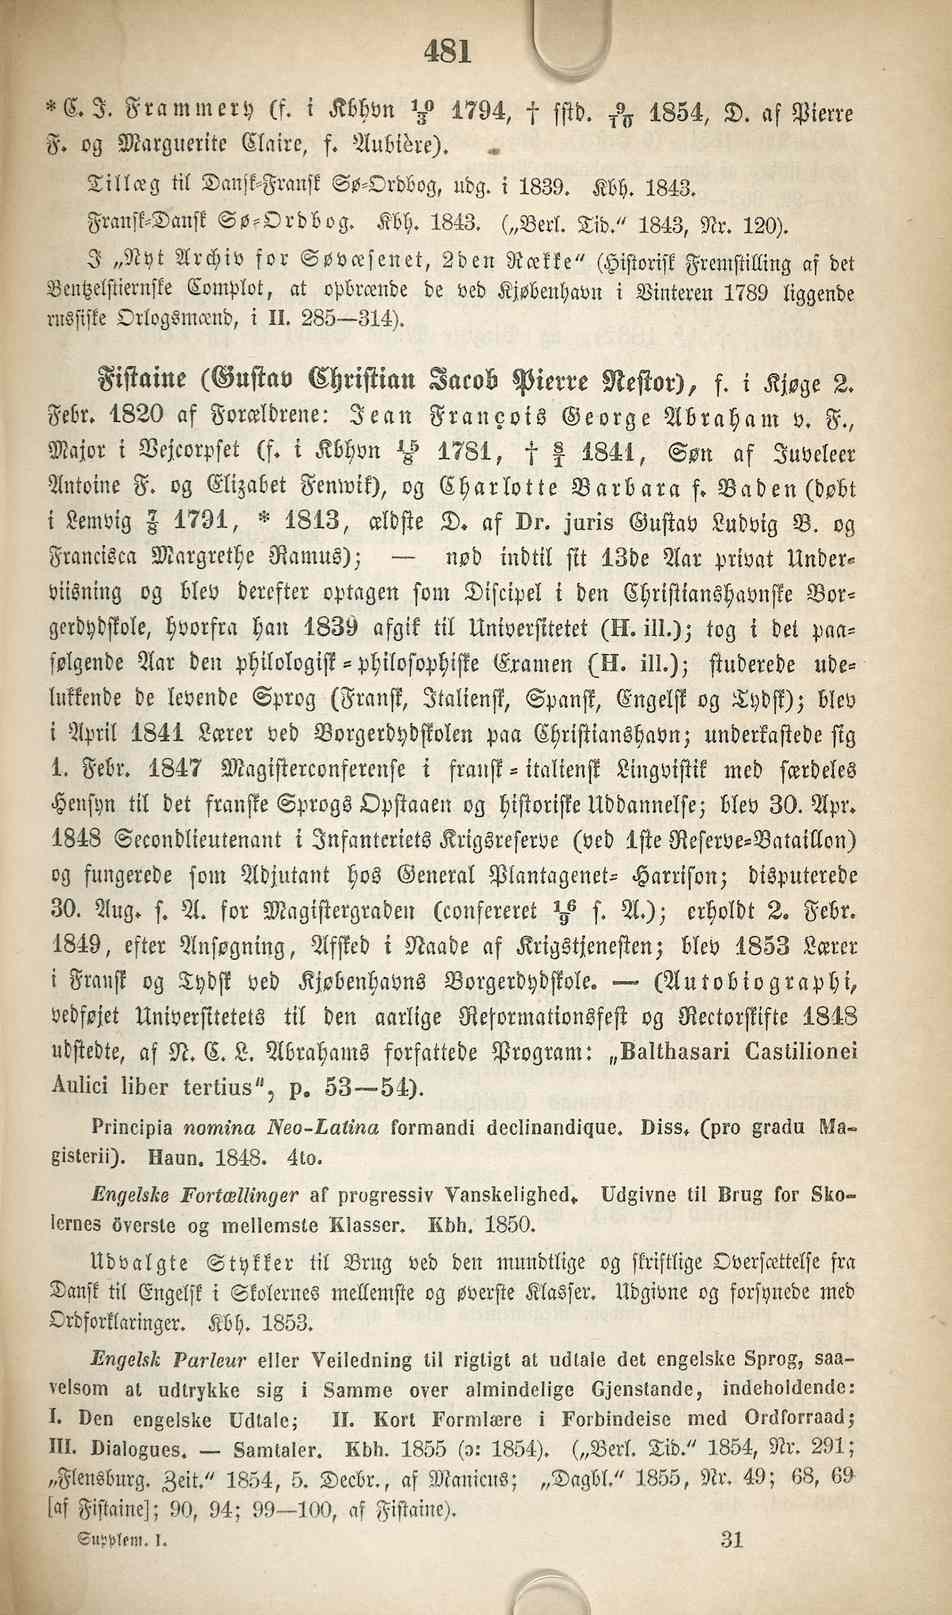 481
* C. J. Frammery (f. i Kbhvn 10/3 1794, † sstd. 9/10 1854, D. af Pierre
F. og Marguerite Claire, f. Aubière).
Tillæg til Dansk-Fransk Sø-Ordbog, udg. i 1839. Kbh. 1843.
Fransk-Dansk Sø-Ordbog. Kbh. 1843. („Berl. Tid.“ 1843, Nr. 120).
I „Nyt Archiv for Søvæsenet, 2den Række“ (Historisk Fremstilling af det
Bentzelstiernske Complot, at opbrænde de ved Kjøbenhavn i Vinteren 1789 liggende
russiske Orlogsmænd, i II. 285—314).
Fistaine (Gustav Christian Jacob Pierre Nestor), f. i Kjøge 2.
Febr. 1820 af Forældrene: Jean François George Abraham v. F.,
Major i Vejcorpset (f. i Kbhvn 15/8 1781, † 8/1 1841, Søn af Juveleer
Antoine F. og Elizabet Fenwik), og Charlotte Barbara f. Baden (døbt
i Lemvig 7/8 1791, * 1813, ældste D. af Dr. juris Gustav Ludvig B. og
Francisca Margrethe Ramus); — nød indtil sit 13de Aar privat Under-
viisning og blev derefter optagen som Discipel i den Christianshavnske Bor-
gerdydskole, hvorfra han 1839 afgik til Universitetet (H. ill.); tog i det paa-
følgende Aar den philologisk-philosophiske Examen (H. ill.); studerede ude-
lukkende de levende Sprog (Fransk, Italiensk, Spansk, Engelsk og Tydsk); blev
i April 1841 Lærer ved Borgerdydskolen paa Christianshavn; underkastede sig
1. Febr. 1847 Magisterconferense i fransk-italiensk Lingvistik med særdeles
Hensyn til det franske Sprogs Opstaaen og historiske Uddannelse; blev 30. Apr.
1848 Secondlieutenant i Infanteriets Krigsreserve (ved 1ste Reserve-Bataillon)
og fungerede som Adjutant hos General Plantagenet-Harrison; disputerede
30. Aug. s. A. for Magistergraden (confereret 16/9 s. A.); erholdt 2. Febr.
1849, efter Ansøgning, Afsked i Naade af Krigstjenesten; blev 1853 Lærer
i Fransk og Tydsk ved Kjøbenhavns Borgerdydskole. — (Autobiographi,
vedføjet Universitetets til den aarlige Reformationsfest og Rectorskifte 1848
udstedte, af N. C. L. Abrahams forfattede Program: „Balthasari Castilionei
Aulici liber tertius“, p. 53—54).
Principia nomina Neo-Latina formandi declinandique. Diss. (pro gradu Ma-
gisterii). Haun. 1848. 4to.
Engelske Fortællinger af progressiv Vanskelighed. Udgivne til Brug for Sko-
lernes överste og mellemste Klasser. Kbh. 1850.
Udvalgte Stykker til Brug ved den mundtlige og skriftlige Oversættelse fra
Dansk til Engelsk i Skolernes mellemste og øverste Klasser. Udgivne og forsynede med
Ordforklaringer. Kbh. 1853.
Engelsk Parleur eller Veiledning til rigtigt at udtale det engelske Sprog, saa-
velsom at udtrykke sig i Samme over almindelige Gjenstande, indeholdende:
I. Den engelske Udtale; II. Kort Formlære i Forbindelse med Ordforraad;
III. Dialogues. — Samtaler. Kbh. 1855 (ɔ: 1854). („Berl. Tid.“ 1854, Nr. 291;
„Flensburg. Zeit.“ 1854, 5. Decbr., af Manicus; „Dagbl.“ 1855, Nr. 49; 68, 69
[af Fistaine]; 90, 94; 99—100, af Fistaine).
Supplem. I. 31